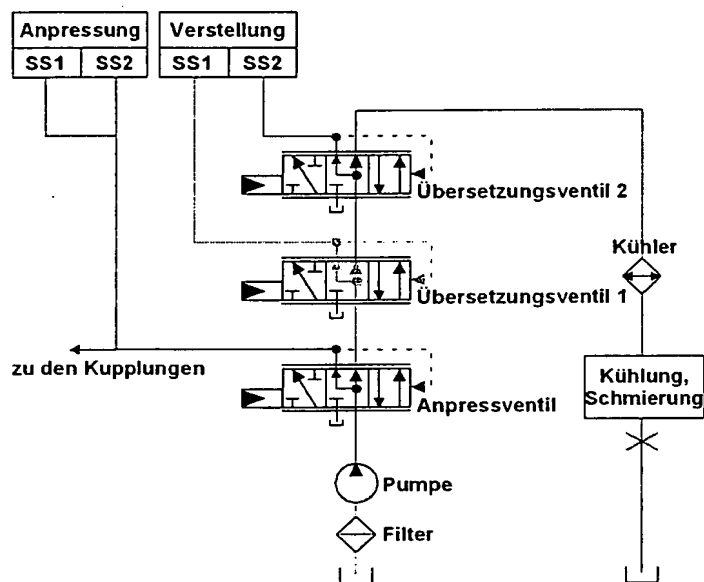 Anpressung
SS1 SS2
Verstellung
SS1 SS2
Übersetzungsventil 2
Kühler
Übersetzungsventil 1
zu den Kupplungen
Kühlung,
Schmierung
Anpressventil
Pumpe
Filter